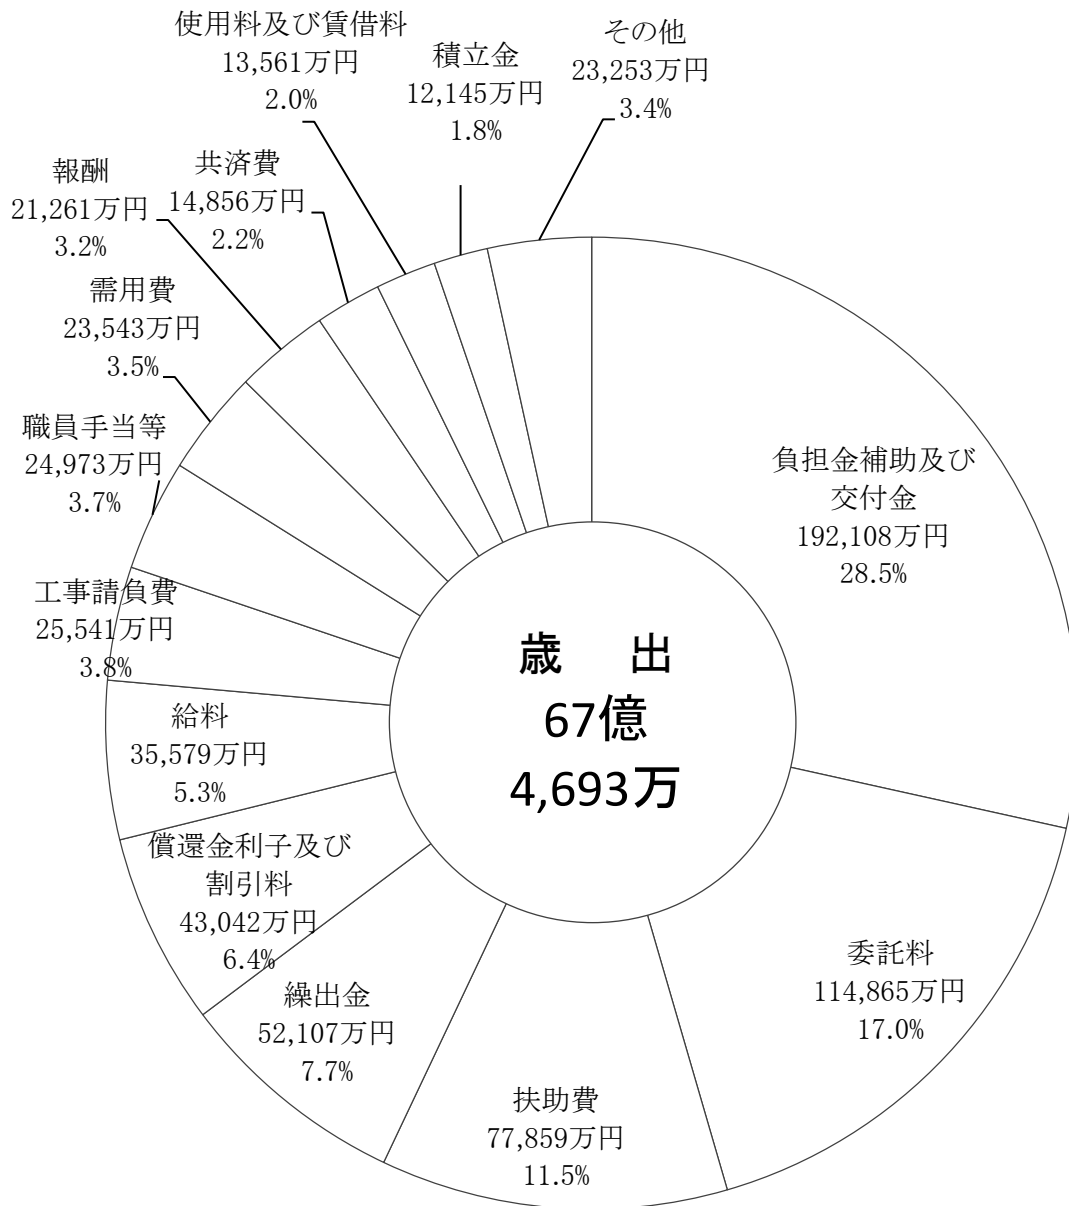 使用料及び賃借料
13,561万円
2.0%
積立金
12,145万円
1.8%
その他
23,253万円
3.4%
報酬
21,261万円
3.2%
共済費
14,856万円
2.2%
需用費
23,543万円
3.5%
職員手当等
24,973万円
3.7%
工事請負費
25,541万円
3.8%
給料
35,579万円
5.3%
償還金利子及び
割引料
43,042万円
6.4%
繰出金
52,107万円
7.7%
扶助費
77,859万円
11.5%
委託料
114,865万円
17.0%
負担金補助及び
交付金
192,108万円
28.5%
歳　出
67億
4,693万